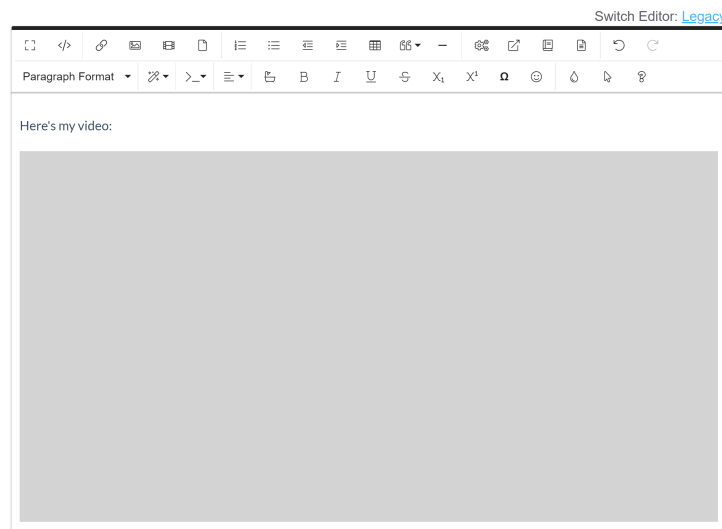 Switch Editor: Legacy
Paragraph Format
B I U S X₁ X¹ Ω
Here's my video: